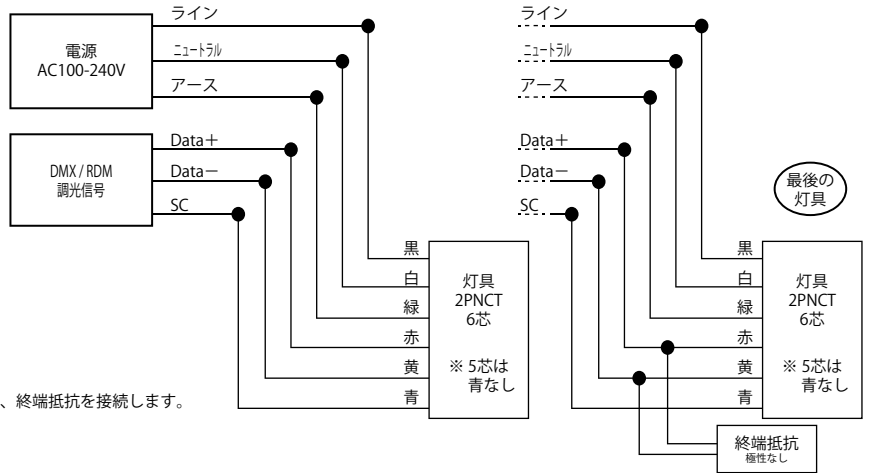 電源
AC100-240V
ライン
ニュートラル
アース
DMX / RDM
調光信号
Data＋
Data－
SC
黒
白
緑
赤
黄
青
灯具
2PNCT
6芯
※ 5芯は
青なし
ライン
ニュートラル
アース
Data＋
Data－
SC
最後の
灯具
黒
白
緑
赤
黄
青
灯具
2PNCT
6芯
※ 5芯は
青なし
終端抵抗
極性なし
、終端抵抗を接続します。